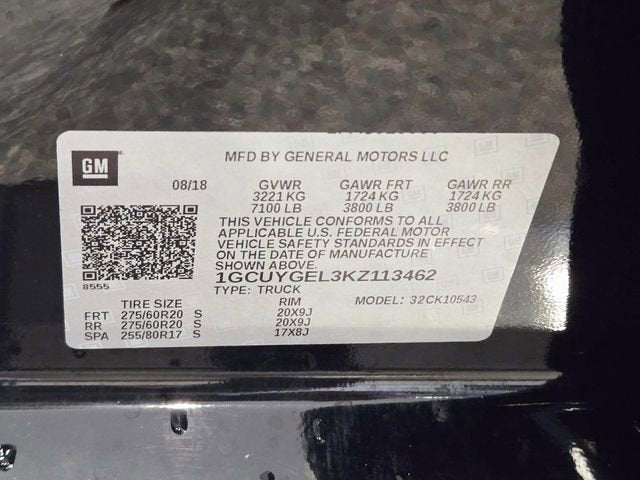 GM
MFD BY GENERAL MOTORS LLC
08/18 GVWR GAWR FRT GAWR RR
3221 KG 1724 KG 1724 KG
7100 LB 3800 LB 3800 LB
THIS VEHICLE CONFORMS TO ALL
APPLICABLE U.S. FEDERAL MOTOR
VEHICLE SAFETY STANDARDS IN EFFECT
ON THE DATE OF MANUFACTURE
SHOWN ABOVE.
8555
1GCUYGEL3KZ113462
TYPE: TRUCK MODEL: 32CK10543
TIRE SIZE RIM
FRT 275/60R20 S 20X9J
RR 275/60R20 S 20X9J
SPA 255/80R17 S 17X8J